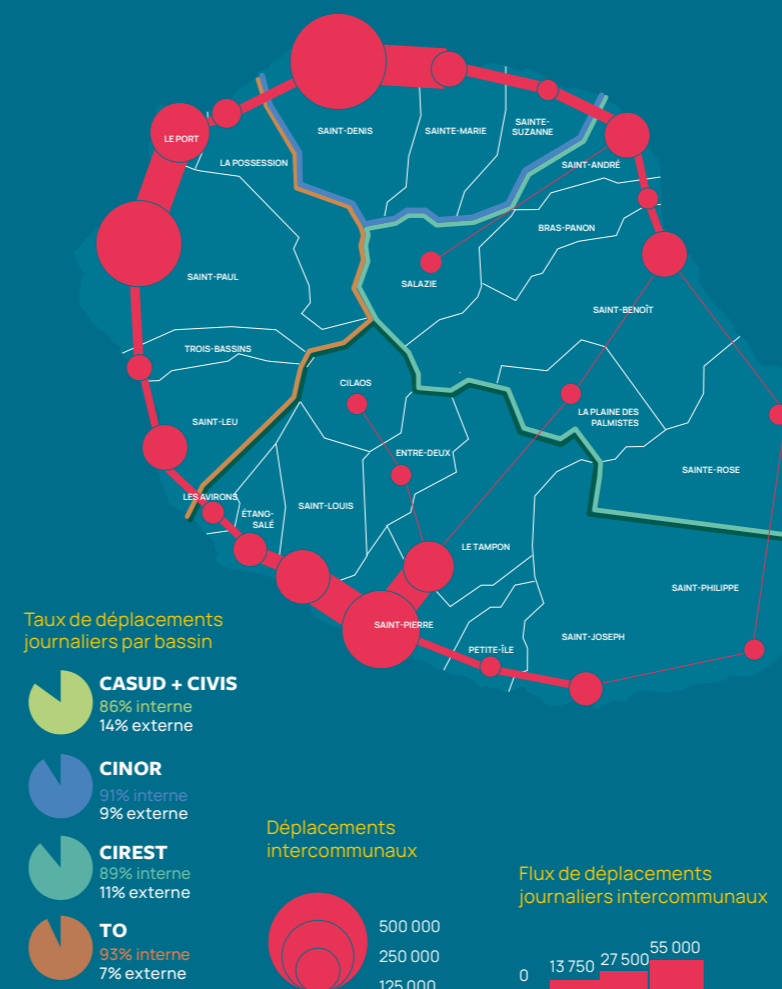 LE PORT
SAINT-DENIS
SAINTE-MARIE
SAINTE-
SUZANNE
LA POSSESSION
SAINT-ANDRÉ
BRAS-PANON
SAINT-PAUL
SALAZIE
SAINT-BENOÎT
TROIS-BASSINS
CILAOS
LA PLAINE DES
PALMISTES
SAINT-LEU
ENTRE-DEUX
SAINTE-ROSE
LES AVIRONS
ÉTANG-
SALÉ
SAINT-LOUIS
LE TAMPON
SAINT-PHILIPPE
SAINT-PIERRE
SAINT-JOSEPH
PETITE-ÎLE
Taux de déplacements
journaliers par bassin
CASUD + CIVIS
86% interne
14% externe
CINOR
91% interne
9% externe
CIREST
89% interne
11% externe
TO
93% interne
7% externe
Déplacements
intercommunaux
500 000
250 000
125 000
Flux de déplacements
journaliers intercommunaux
0
13 750
27 500
55 000